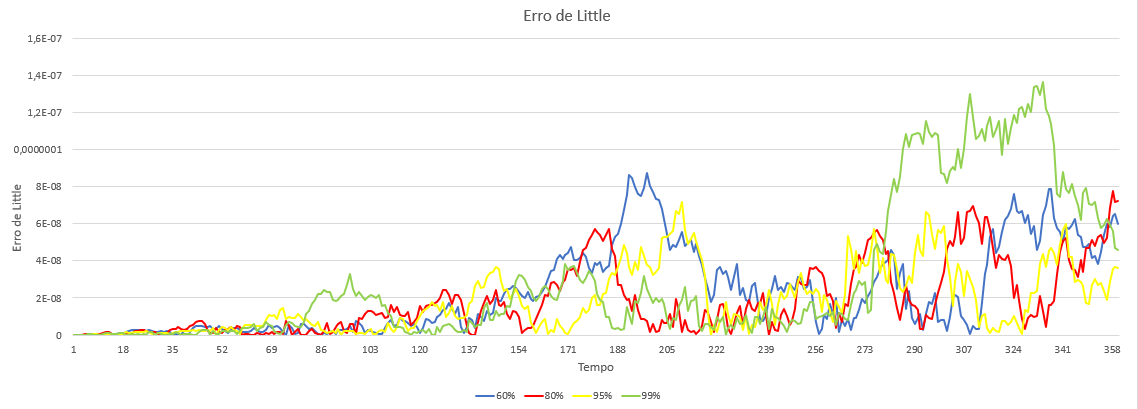 Erro de Little
1,6E-07
1,4E-07
1,2E-07
0,0000001
8E-08
6E-08
4E-08
2E-08
0
Erro de Little
1 18 35 52 69 86 103 120 137 154 171 188 205 222 239 256 273 290 307 324 341 358
Tempo
60% 80% 95% 99%